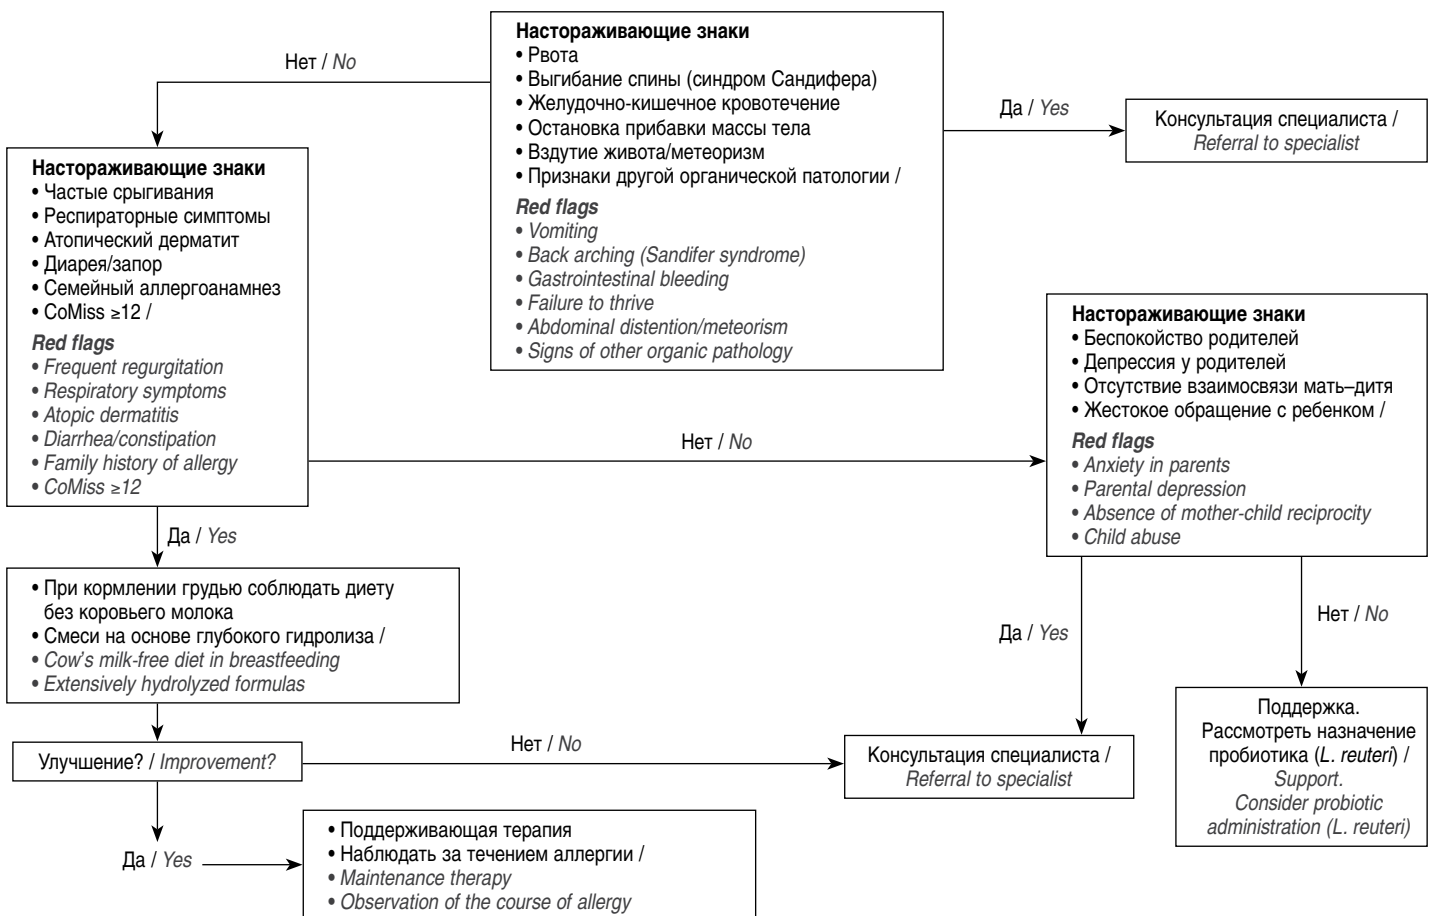 Настораживающие знаки
• Рвота
• Выгибание спины (синдром Сандифера)
• Желудочно-кишечное кровотечение
• Остановка прибавки массы тела
• Вздутие живота/метеоризм
• Признаки другой органической патологии /
Red flags
• Vomiting
• Back arching (Sandifer syndrome)
• Gastrointestinal bleeding
• Failure to thrive
• Abdominal distention/meteorism
• Signs of other organic pathology
Нет / No
Да / Yes
Консультация специалиста /
Referral to specialist
Настораживающие знаки
• Частые срыгивания
• Респираторные симптомы
• Атопический дерматит
• Диарея/запор
• Семейный аллергоанамнез
• CoMiss ≥12 /
Red flags
• Frequent regurgitation
• Respiratory symptoms
• Atopic dermatitis
• Diarrhea/constipation
• Family history of allergy
• CoMiss ≥12
Нет / No
Настораживающие знаки
• Беспокойство родителей
• Депрессия у родителей
• Отсутствие взаимосвязи мать–дитя
• Жестокое обращение с ребенком /
Red flags
• Anxiety in parents
• Parental depression
• Absence of mother-child reciprocity
• Child abuse
Да / Yes
• При кормлении грудью соблюдать диету
без коровьего молока
• Смеси на основе глубокого гидролиза /
• Cow's milk-free diet in breastfeeding
• Extensively hydrolyzed formulas
Да / Yes
Нет / No
Улучшение? / Improvement?
Нет / No
Консультация специалиста /
Referral to specialist
Поддержка.
Рассмотреть назначение
пробиотика (L. reuteri) /
Support.
Consider probiotic
administration (L. reuteri)
Да / Yes
• Поддерживающая терапия
• Наблюдать за течением аллергии /
• Maintenance therapy
• Observation of the course of allergy